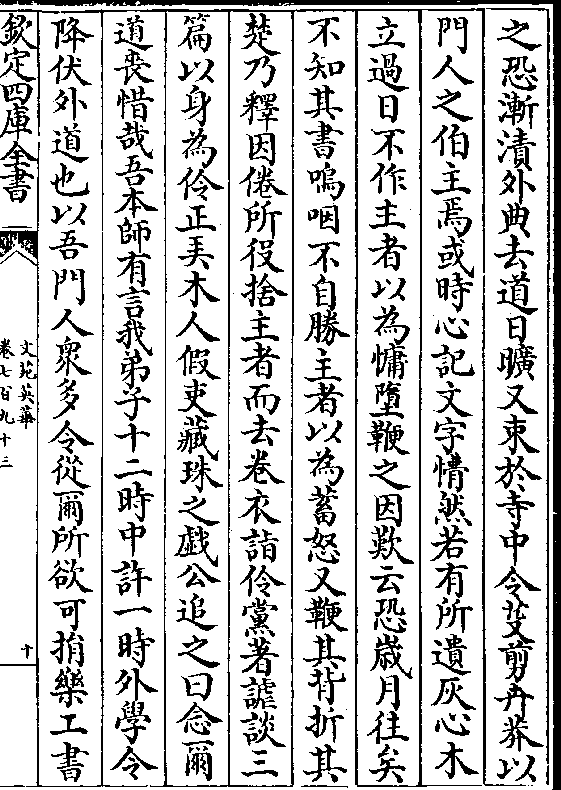 之恐漸漬外典去道日曠又束於寺中令芟剪卉莽以
門人之伯主焉或時心記文字懵然若有所遺灰心木
立過日不作主者以為慵墮鞭之因歎云恐歳月往矣
不知其書嗚咽不自勝主者以為蓄怒又鞭其背折其
楚乃釋因倦所役捨主者而去卷衣詣伶黨著謔談三
篇以身為伶正弄木人假吏藏珠之戱公追之曰念爾
道喪惜哉吾本師有言我弟子十二時中許一時外學令
降伏外道也以吾門人衆多令從爾所欲可捐樂工書
欽定四庫全書
文苑英華
卷七百九十三
十